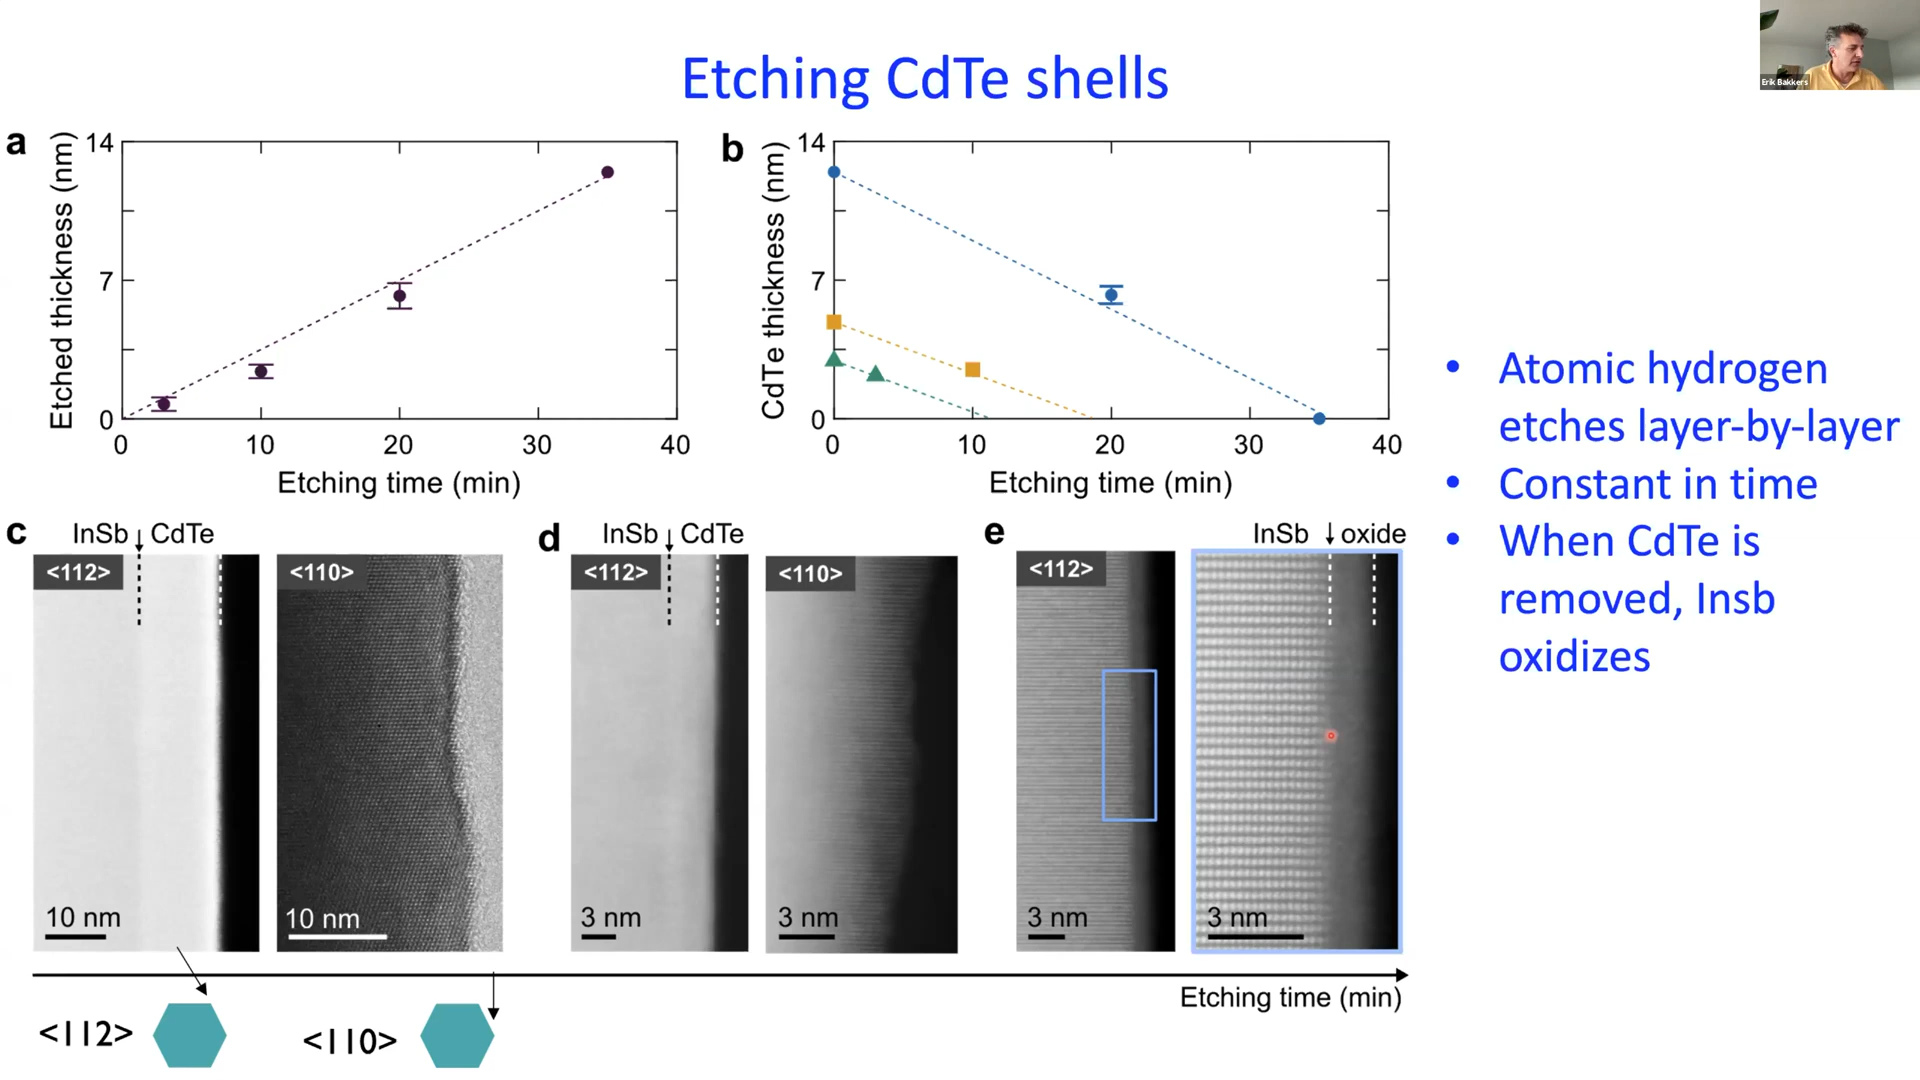 Etching CdTe shells
Erik Bakkers
a
14
7
0
0 10 20 30 40
Etched thickness (nm)
Etching time (min)
b
14
7
0
0 10 20 30 40
CdTe thickness (nm)
Etching time (min)
• Atomic hydrogen
etches layer-by-layer
• Constant in time
• When CdTe is
removed, Insb
oxidizes
c
InSb ↓ CdTe
<112>
10 nm
<110>
10 nm
d
InSb ↓ CdTe
<112>
3 nm
<110>
3 nm
e
InSb ↓ oxide
<112>
3 nm
3 nm
Etching time (min)
<112>
<110>